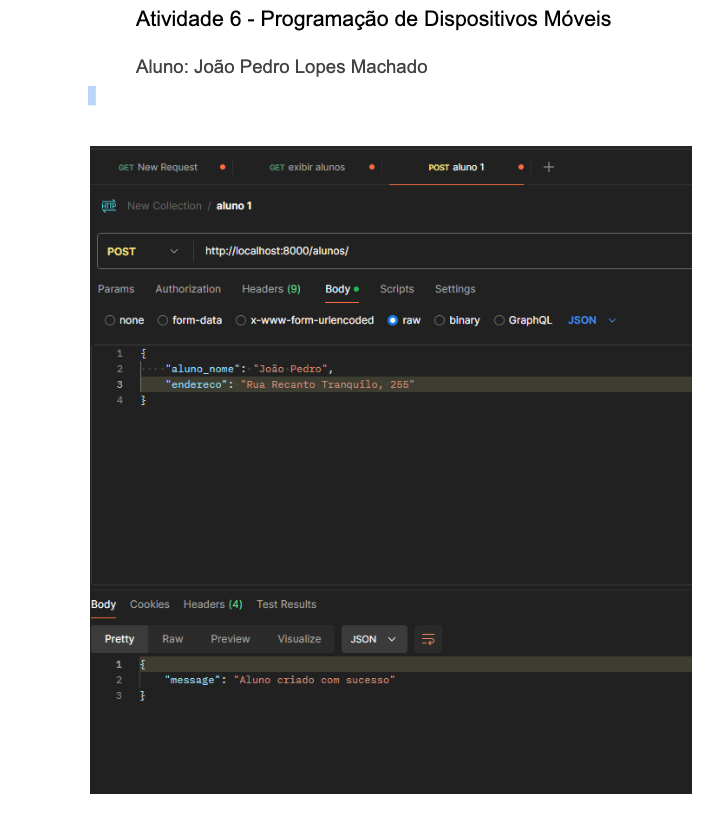 Atividade 6 - Programação de Dispositivos Móveis
Aluno: João Pedro Lopes Machado
GET New Request GET exibir alunos POST aluno 1 +
HTTP New Collection / aluno 1
POST http://localhost:8000/alunos/
Params Authorization Headers (9) Body Scripts Settings
none form-data x-www-form-urlencoded raw binary GraphQL JSON
1 {
2 "aluno_nome": "João Pedro",
3 "endereco": "Rua Recanto Tranquilo, 255"
4 }
Body Cookies Headers (4) Test Results
Pretty Raw Preview Visualize JSON
1 {
2 "message": "Aluno criado com sucesso"
3 }